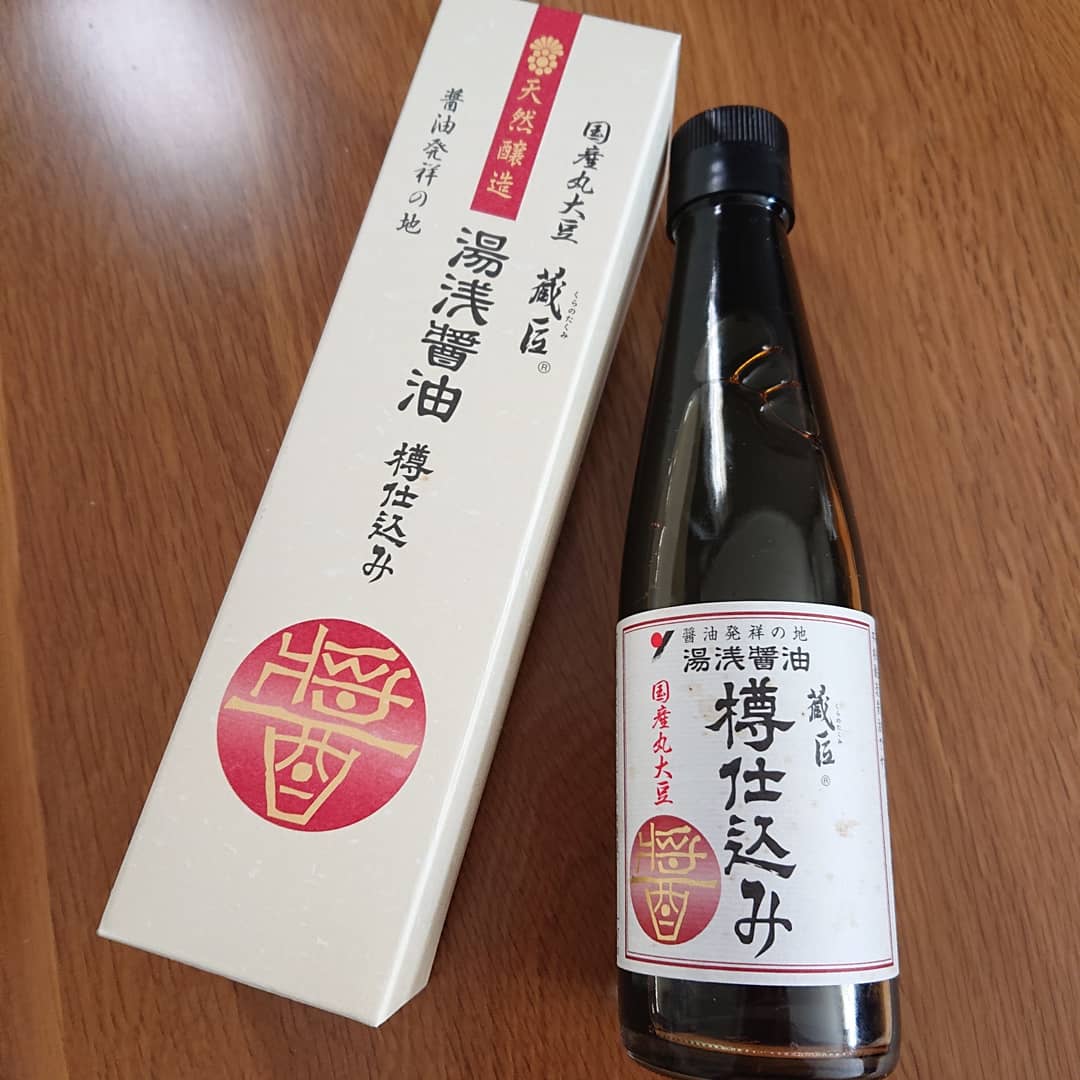 天然醸造
国産丸大豆
蔵匠
くらのたくみ
®
醤油発祥の地
湯浅醤油
樽仕込み
醤
醤油発祥の地
湯浅醤油
蔵匠
くらのたくみ
®
樽仕込み
国産丸大豆
醤